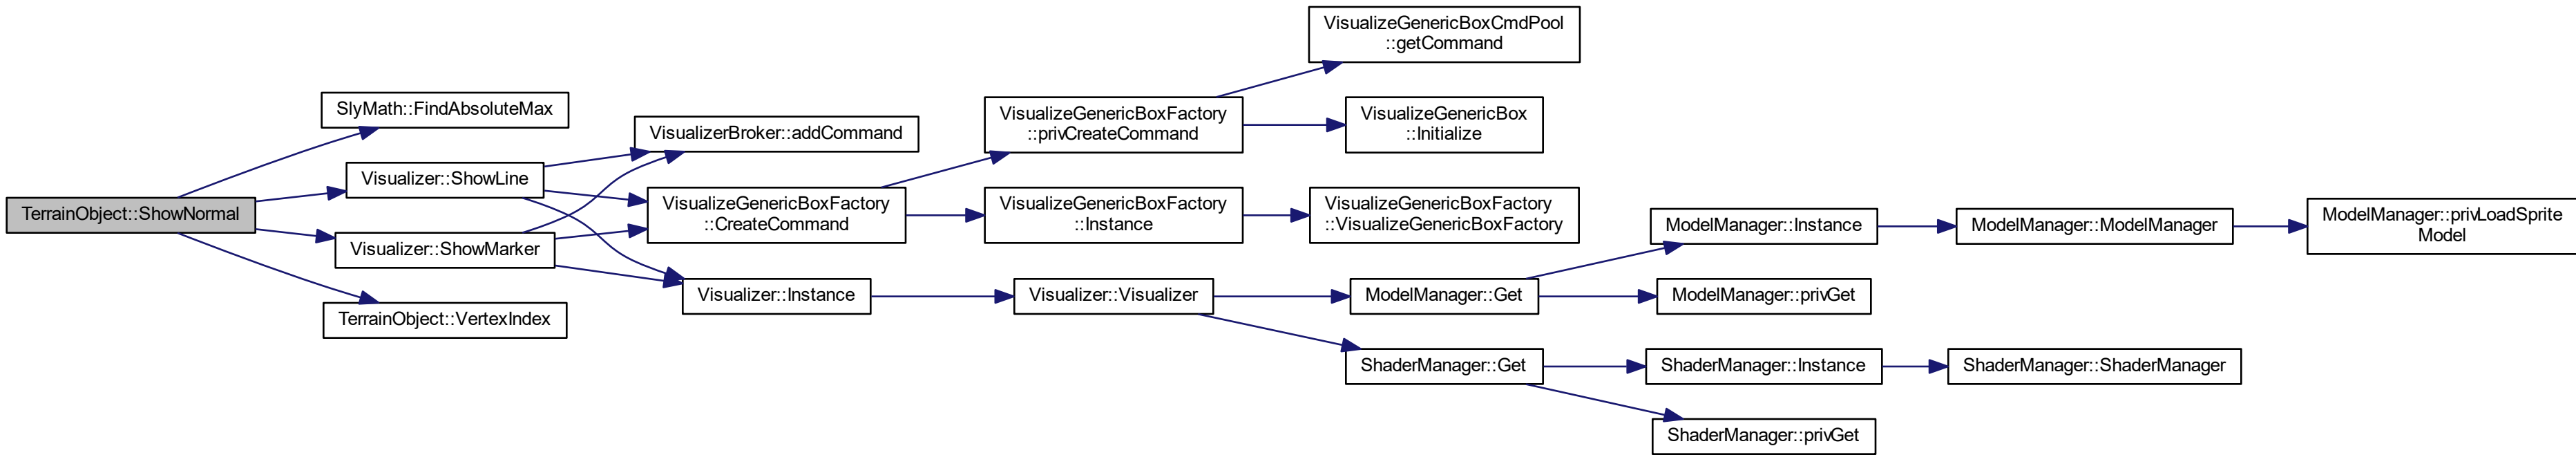 TerrainObject::ShowNormal
SlyMath::FindAbsoluteMax
Visualizer::ShowLine
Visualizer::ShowMarker
TerrainObject::VertexIndex
VisualizerBroker::addCommand
VisualizeGenericBoxFactory
::CreateCommand
Visualizer::Instance
VisualizeGenericBoxFactory
::privCreateCommand
VisualizeGenericBoxFactory
::Instance
Visualizer::Visualizer
VisualizeGenericBoxCmdPool
::getCommand
VisualizeGenericBox
::Initialize
VisualizeGenericBoxFactory
::VisualizeGenericBoxFactory
ModelManager::Get
ShaderManager::Get
ModelManager::Instance
ModelManager::privGet
ShaderManager::Instance
ShaderManager::privGet
ModelManager::ModelManager
ShaderManager::ShaderManager
ModelManager::privLoadSprite
Model